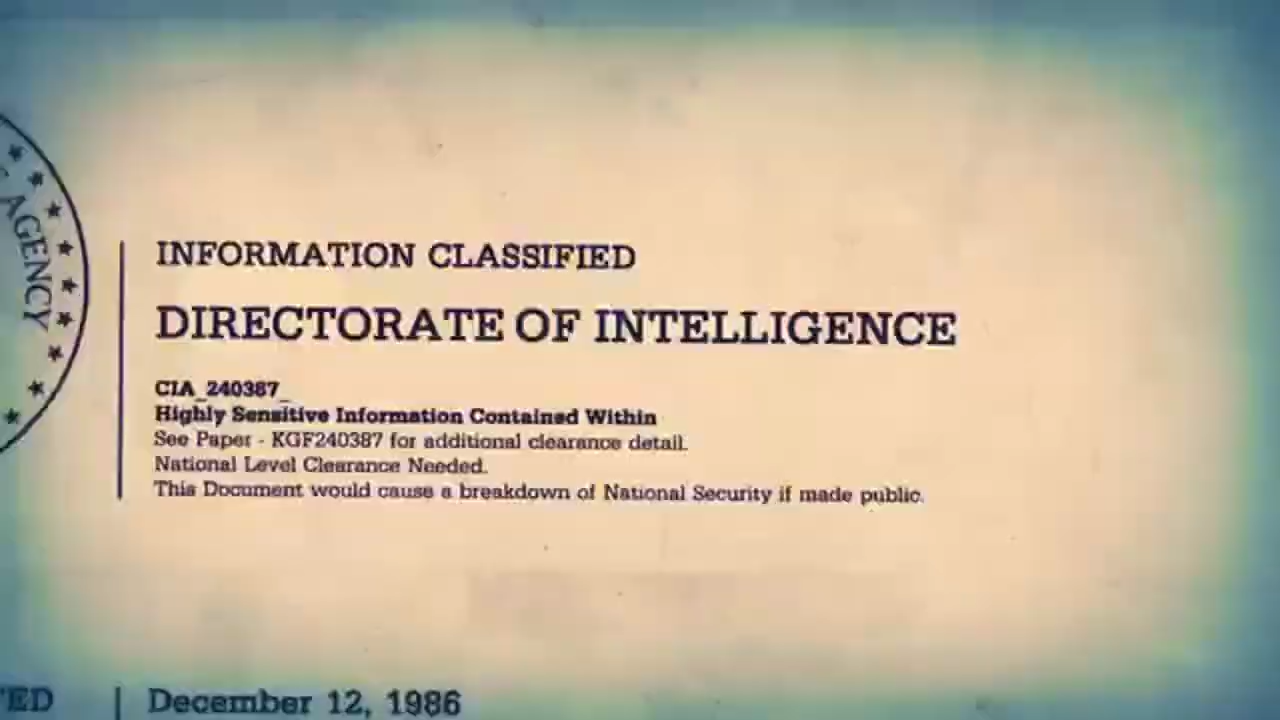 AGENCY
INFORMATION CLASSIFIED
DIRECTORATE OF INTELLIGENCE
CIA_240387_
Highly Sensitive Information Contained Within
See Paper - KGF240387 for additional clearance detail.
National Level Clearance Needed.
This Document would cause a breakdown of National Security if made public.
TED | December 12, 1986